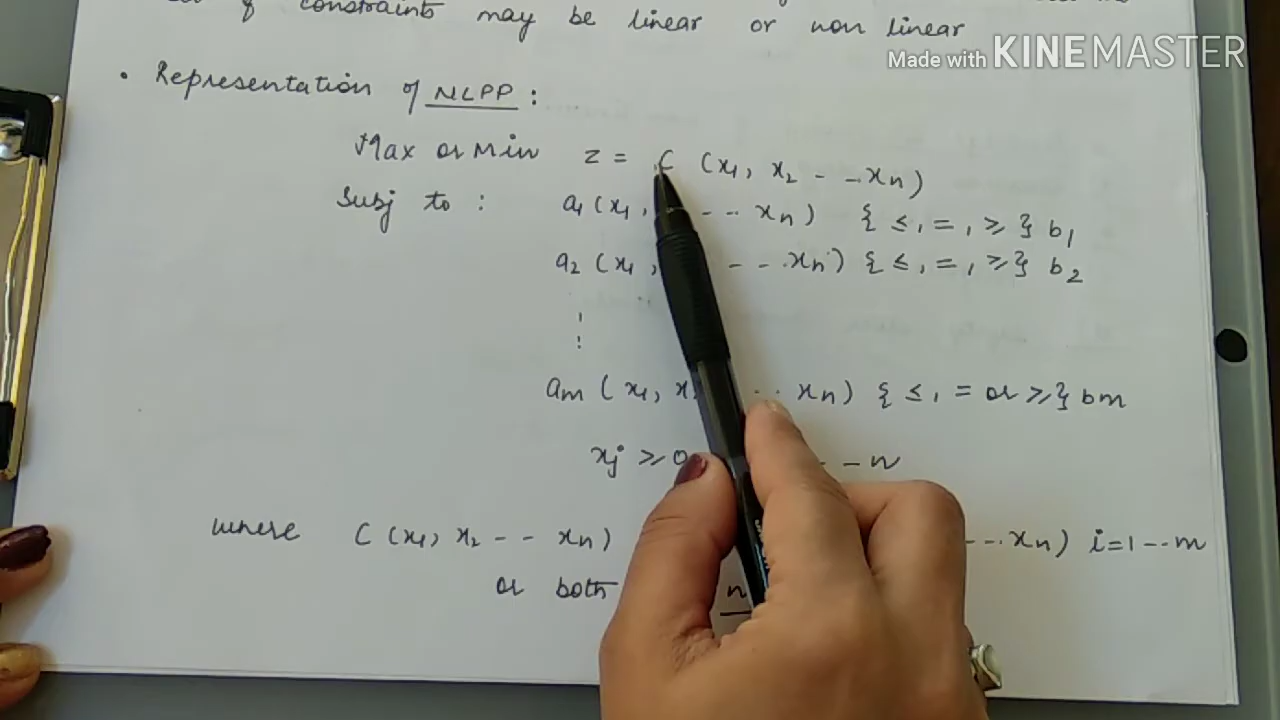 of constraints may be linear or non linear
Made with KINEMASTER
• Representation of NLPP :
Max or Min z = C (x1, x2 - - xn)
Subj to : a1 (x1, - - .. xn) { ≤ , = , ≥ } b1
a2 (x1, - - .. xn) { ≤ , = , ≥ } b2
am (x1, x - .. xn) { ≤ , = or ≥ } bm
xj ≥ 0 - - n
where C (x1, x2 - - xn) - - .. xn) i = 1 -- m
or both n